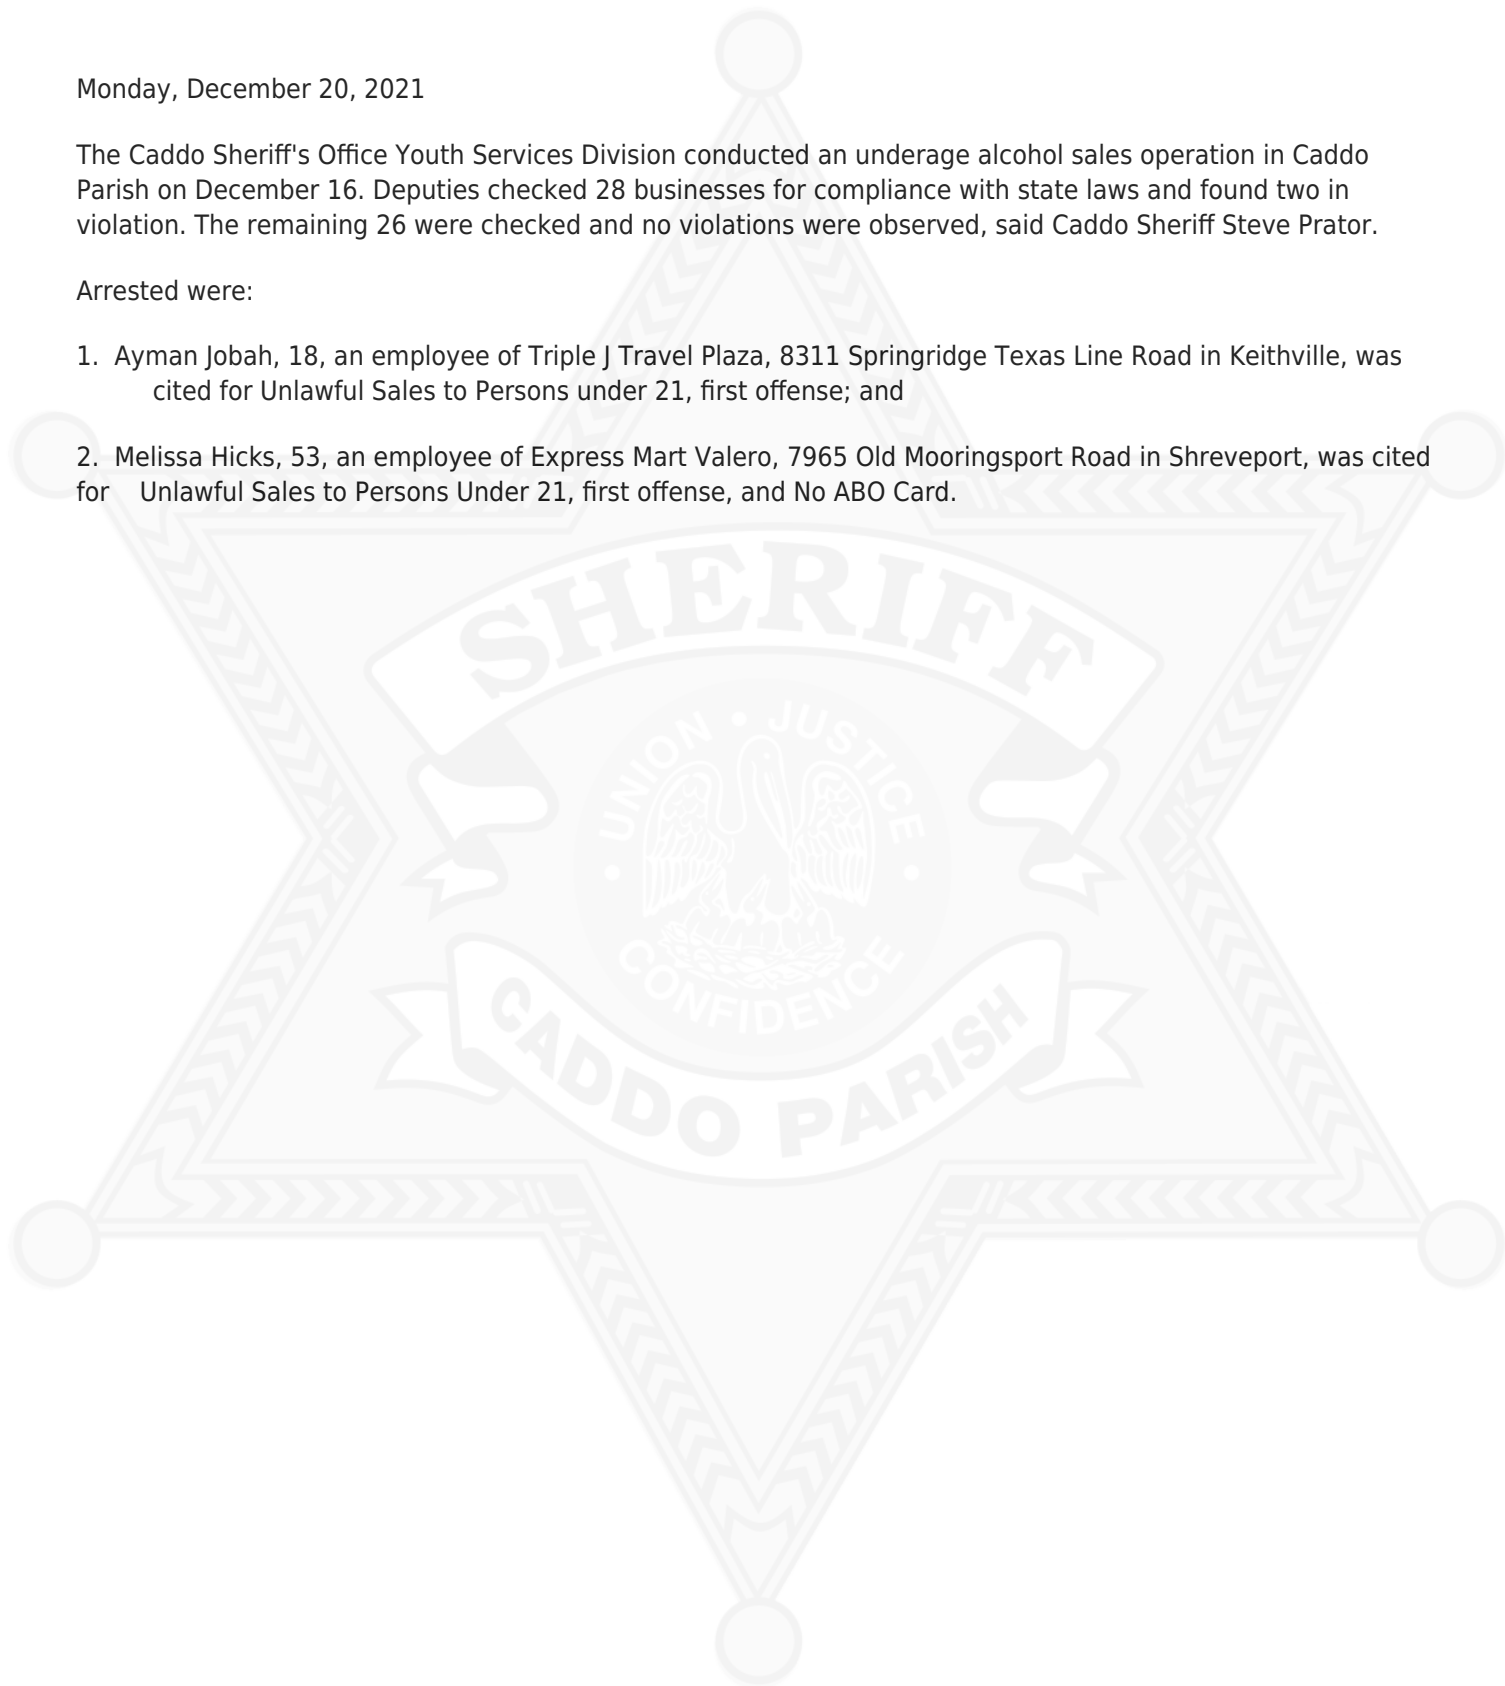 Monday, December 20, 2021
The Caddo Sheriff's Office Youth Services Division conducted an underage alcohol sales operation in Caddo
Parish on December 16. Deputies checked 28 businesses for compliance with state laws and found two in
violation. The remaining 26 were checked and no violations were observed, said Caddo Sheriff Steve Prator.
Arrested were:
1. Ayman Jobah, 18, an employee of Triple J Travel Plaza, 8311 Springridge Texas Line Road in Keithville, was
cited for Unlawful Sales to Persons under 21, first offense; and
2. Melissa Hicks, 53, an employee of Express Mart Valero, 7965 Old Mooringsport Road in Shreveport, was cited
for Unlawful Sales to Persons Under 21, first offense, and No ABO Card.
SHERIFF
UNION • JUSTICE
• CONFIDENCE •
CADDO PARISH